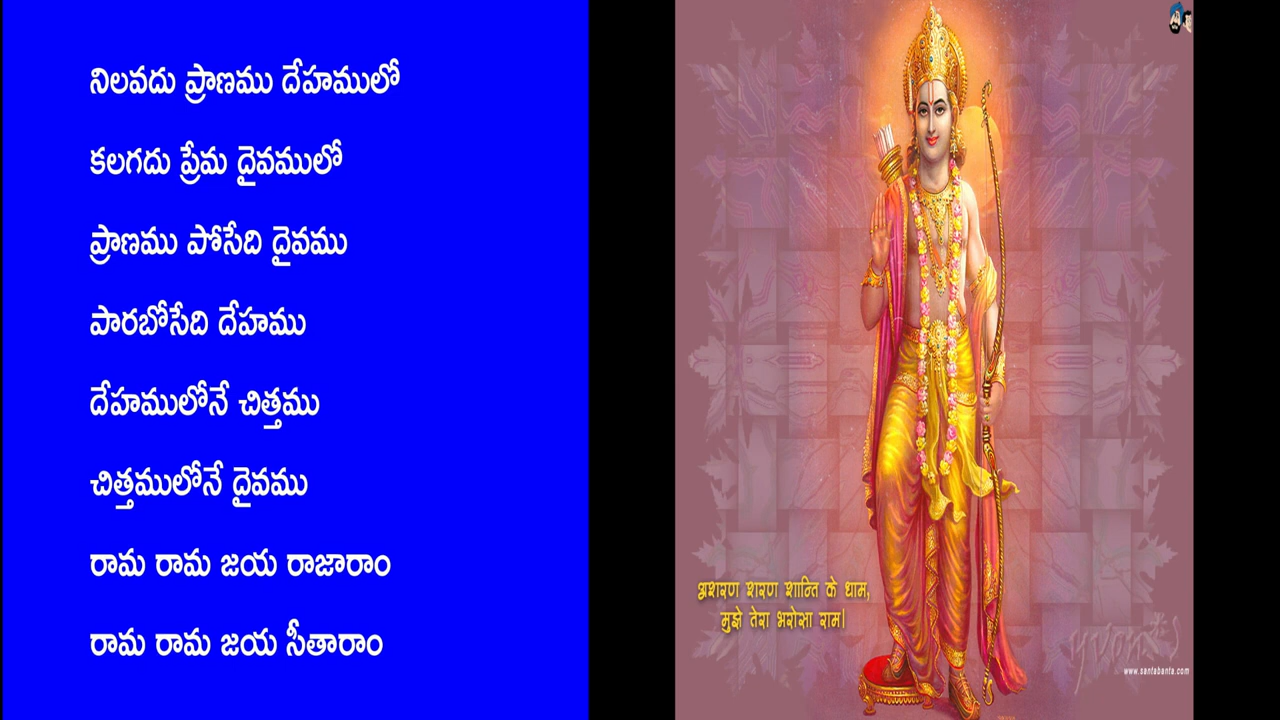 నిలవదు ప్రాణము దేహములో
కలగదు ప్రేమ దైవములో
ప్రాణము పోసేది దైవము
పారబోసేది దేహము
దేహములోనే చిత్తము
చిత్తములోనే దైవము
రామ రామ జయ రాజారాం
రామ రామ జయ సీతారాం
अशरण शरण शान्ति के धाम,
मुझे तेरा भरोसा राम।
www.santabanta.com